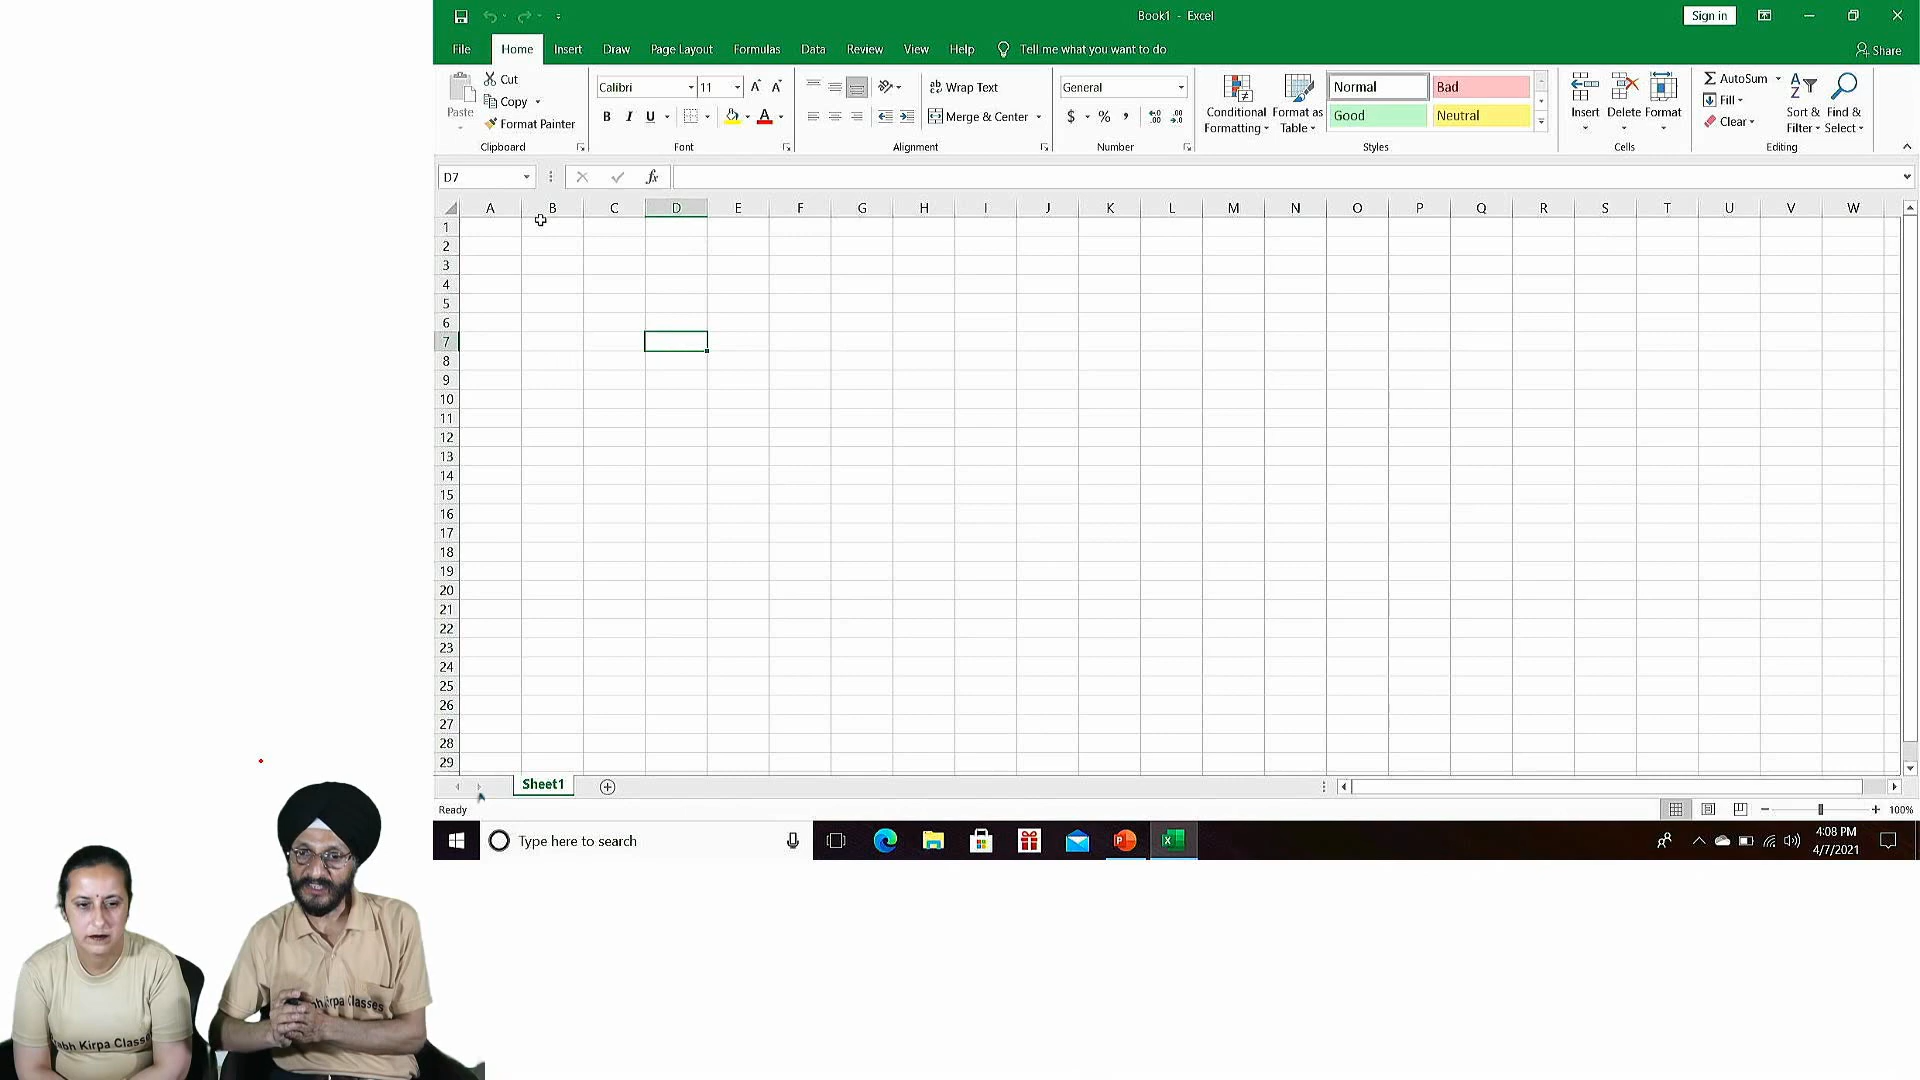 Book1 - Excel
Sign in
File Home Insert Draw Page Layout Formulas Data Review View Help Tell me what you want to do
Share
Paste
Cut
Copy
Format Painter
Clipboard
Calibri 11
B I U
Font
Wrap Text
Merge & Center
Alignment
General
$ % ,
Number
Conditional Formatting
Format as Table
Normal Bad
Good Neutral
Styles
Insert Delete Format
Cells
AutoSum
Fill
Clear
Sort & Filter
Find & Select
Editing
D7
fx
A B C D E F G H I J K L M N O P Q R S T U V W
1
2
3
4
5
6
7
8
9
10
11
12
13
14
15
16
17
18
19
20
21
22
23
24
25
26
27
28
29
Sheet1
Ready
100%
Type here to search
4:08 PM
4/7/2021
Kirpa Classes